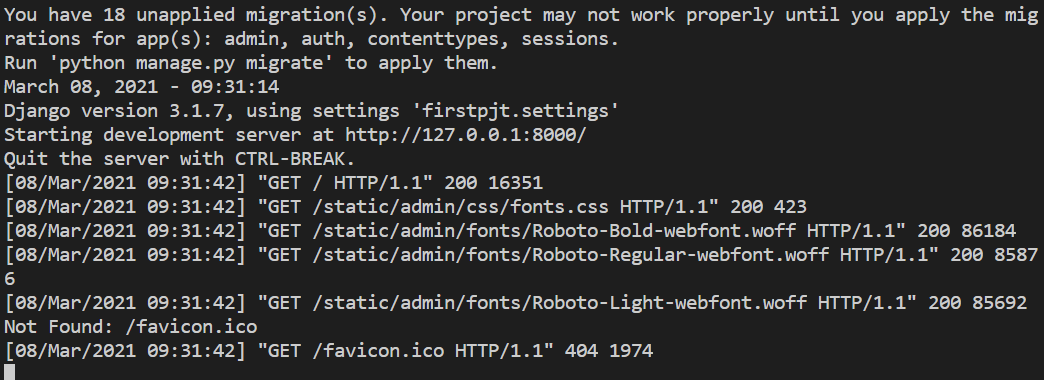 You have 18 unapplied migration(s). Your project may not work properly until you apply the mig
rations for app(s): admin, auth, contenttypes, sessions.
Run 'python manage.py migrate' to apply them.
March 08, 2021 - 09:31:14
Django version 3.1.7, using settings 'firstpjt.settings'
Starting development server at http://127.0.0.1:8000/
Quit the server with CTRL-BREAK.
[08/Mar/2021 09:31:42] "GET / HTTP/1.1" 200 16351
[08/Mar/2021 09:31:42] "GET /static/admin/css/fonts.css HTTP/1.1" 200 423
[08/Mar/2021 09:31:42] "GET /static/admin/fonts/Roboto-Bold-webfont.woff HTTP/1.1" 200 86184
[08/Mar/2021 09:31:42] "GET /static/admin/fonts/Roboto-Regular-webfont.woff HTTP/1.1" 200 8587
6
[08/Mar/2021 09:31:42] "GET /static/admin/fonts/Roboto-Light-webfont.woff HTTP/1.1" 200 85692
Not Found: /favicon.ico
[08/Mar/2021 09:31:42] "GET /favicon.ico HTTP/1.1" 404 1974